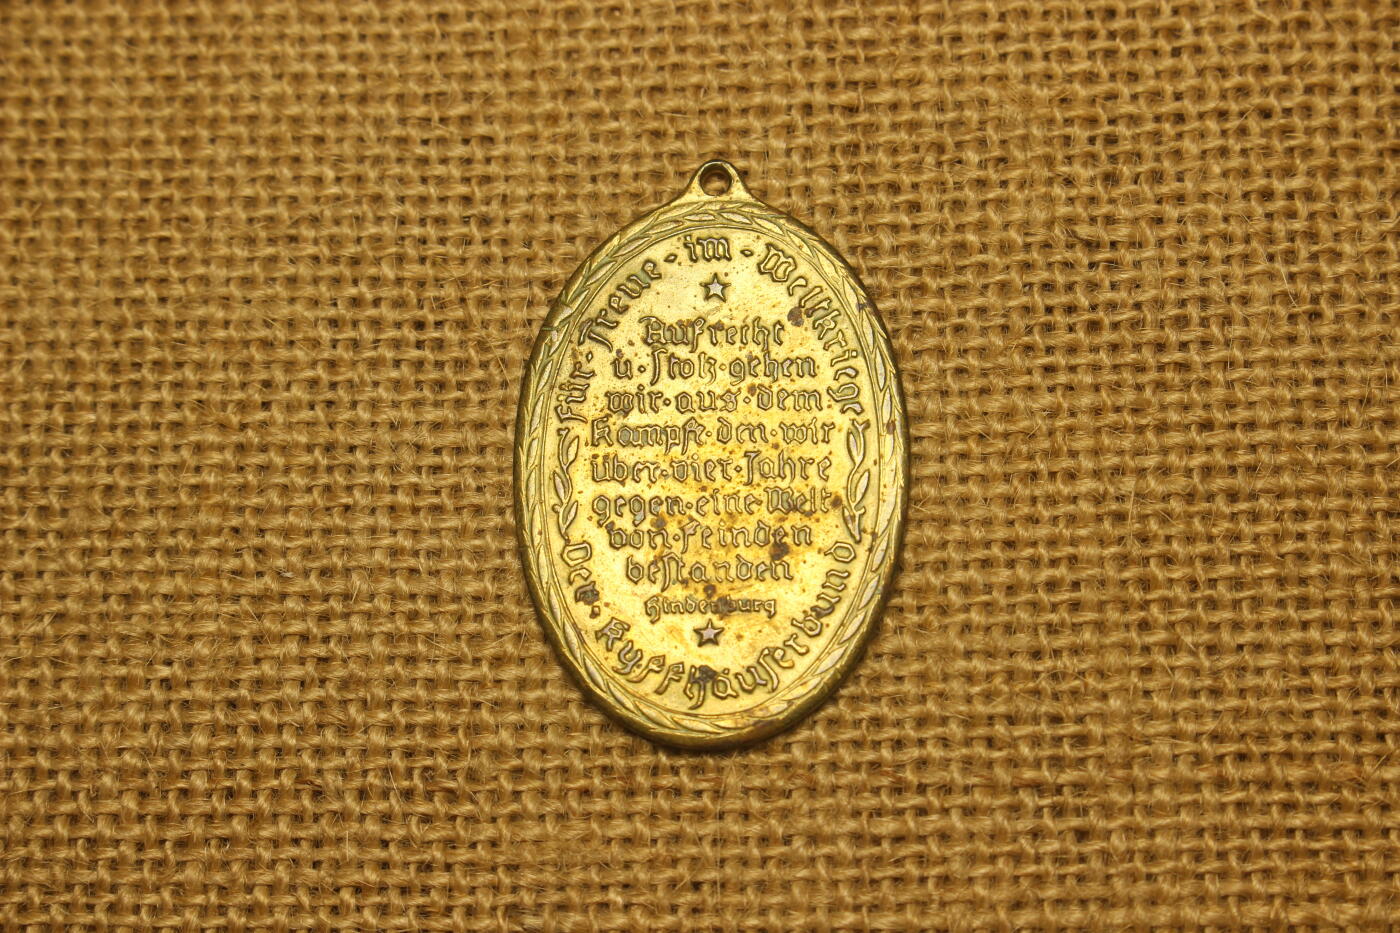 Für · Treue · im · Weltkriege
Aufrecht
u · stolz · gehen
wir · aus · dem
Kampfe · den · wir
über · vier · Jahre
gegen · eine Welt
von · Feinden
bestanden
Hindenburg
Der · Kyffhäuserbund